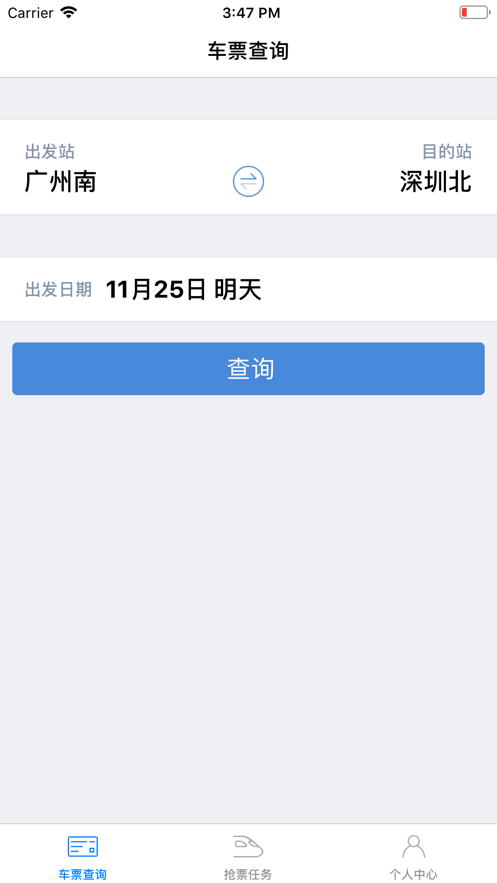 Carrier 3:47 PM
车票查询
出发站 目的站
广州南 深圳北
出发日期 11月25日 明天
查询
车票查询 抢票任务 个人中心